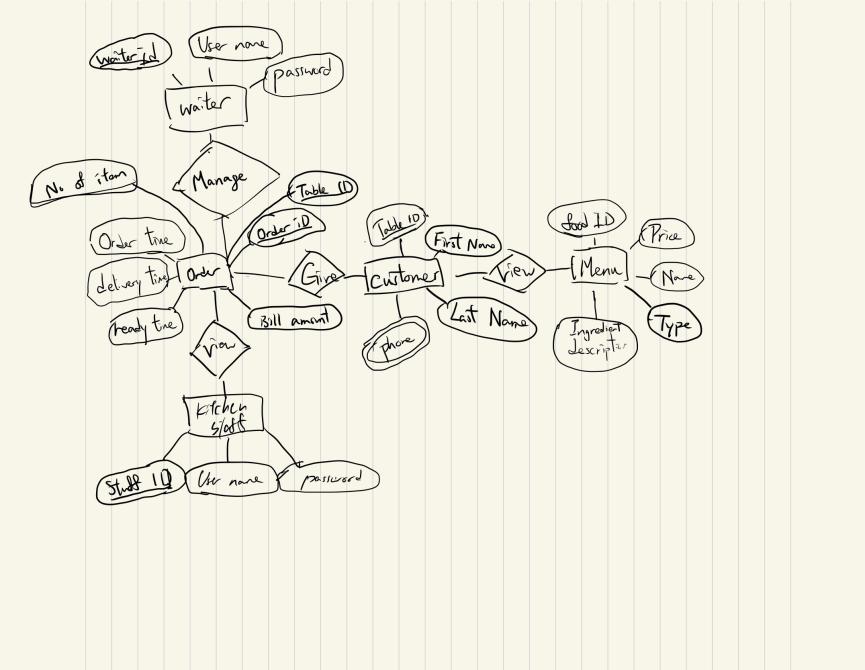 User name
Waiter id
password
waiter
No of item
Manage
Table ID
Order iD
Table ID
food ID
Price
First Name
Order time
Order
Give
Customer
View
Menu
Name
delivery time
ready time
Bill amount
Last Name
Type
phone
Ingredient
description
View
Kitchen
staff
Stuff ID
User name
password